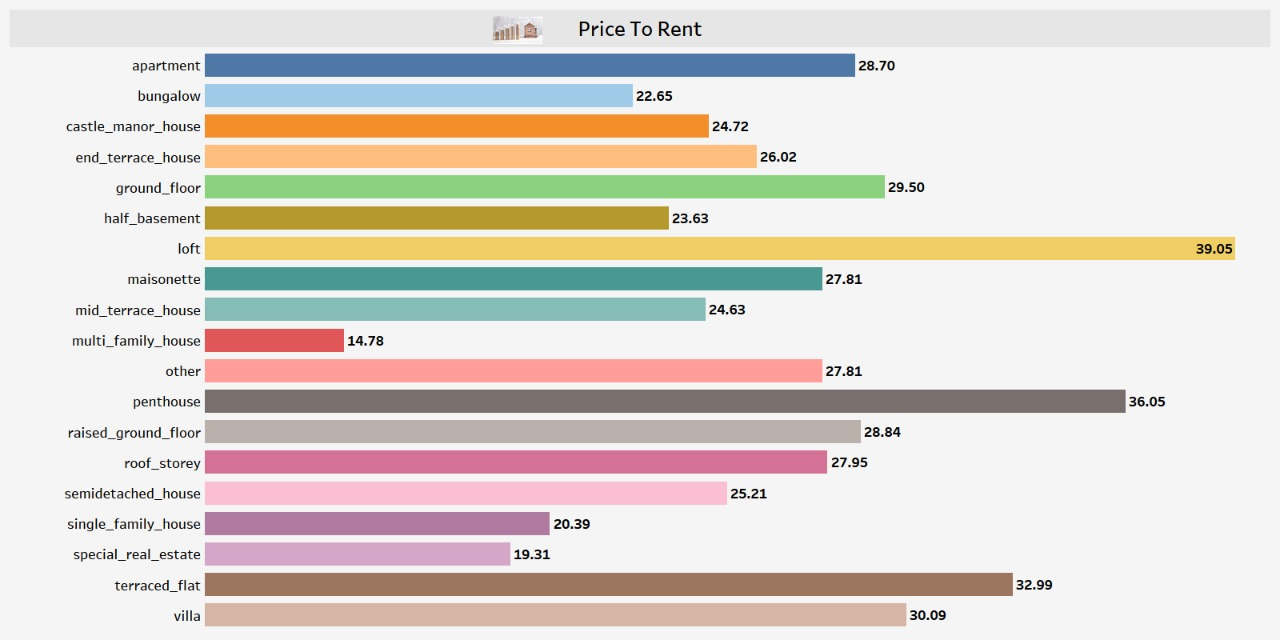 Price To Rent
apartment 28.70
bungalow 22.65
castle_manor_house 24.72
end_terrace_house 26.02
ground_floor 29.50
half_basement 23.63
loft 39.05
maisonette 27.81
mid_terrace_house 24.63
multi_family_house 14.78
other 27.81
penthouse 36.05
raised_ground_floor 28.84
roof_storey 27.95
semidetached_house 25.21
single_family_house 20.39
special_real_estate 19.31
terraced_flat 32.99
villa 30.09